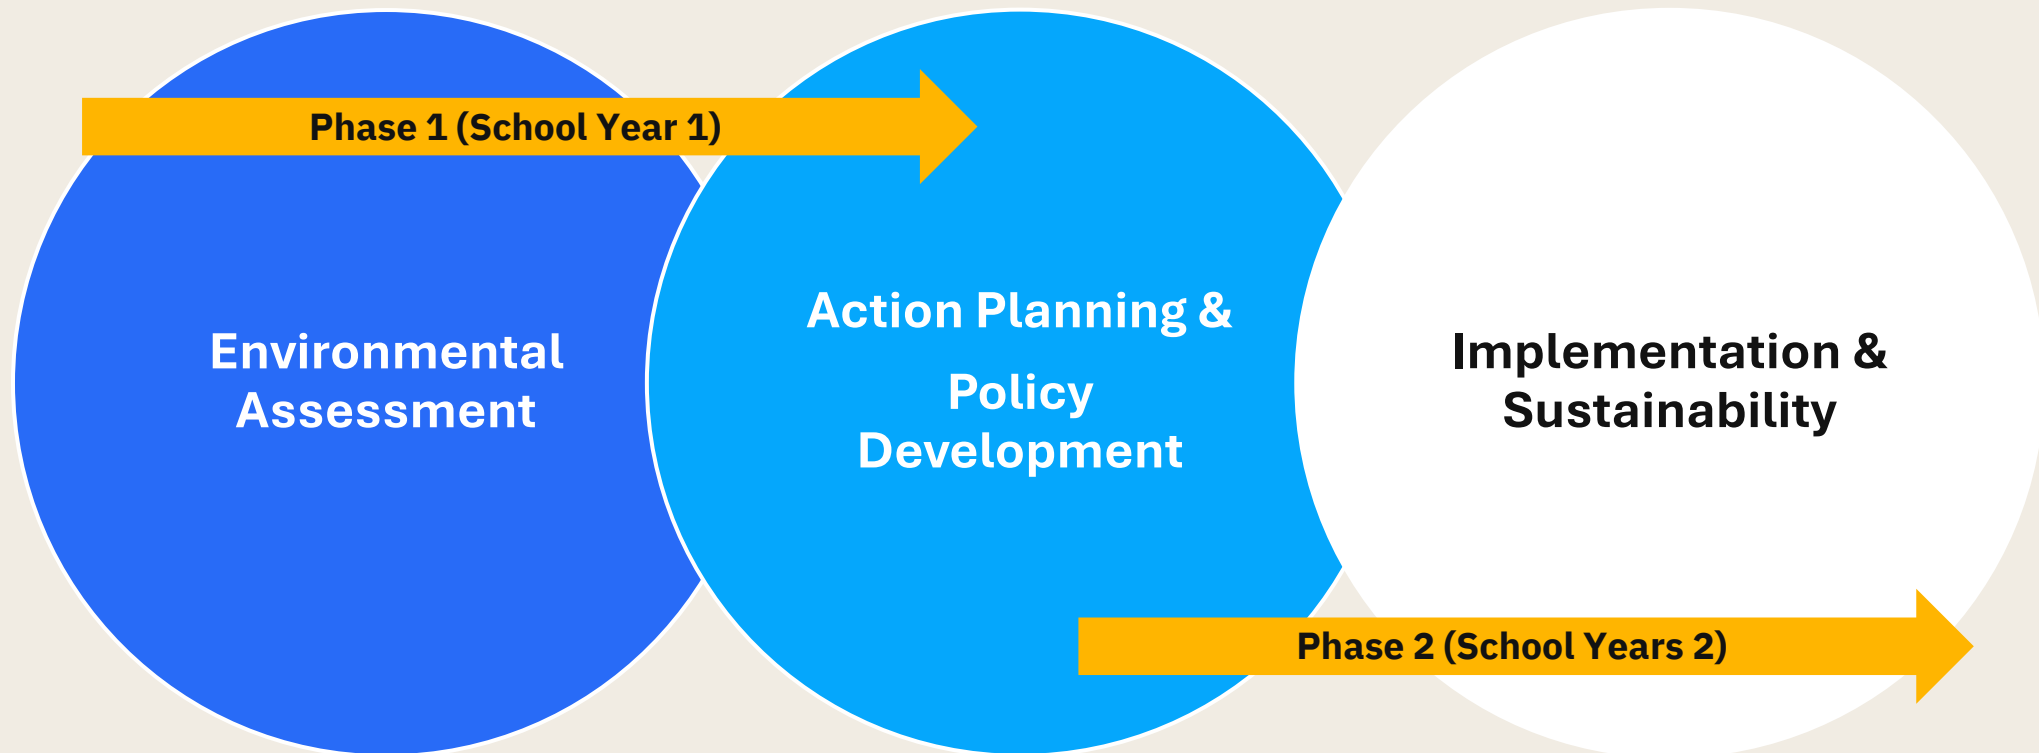 Phase 1 (School Year 1)
Environmental
Assessment
Action Planning &
Policy
Development
Implementation &
Sustainability
Phase 2 (School Years 2)